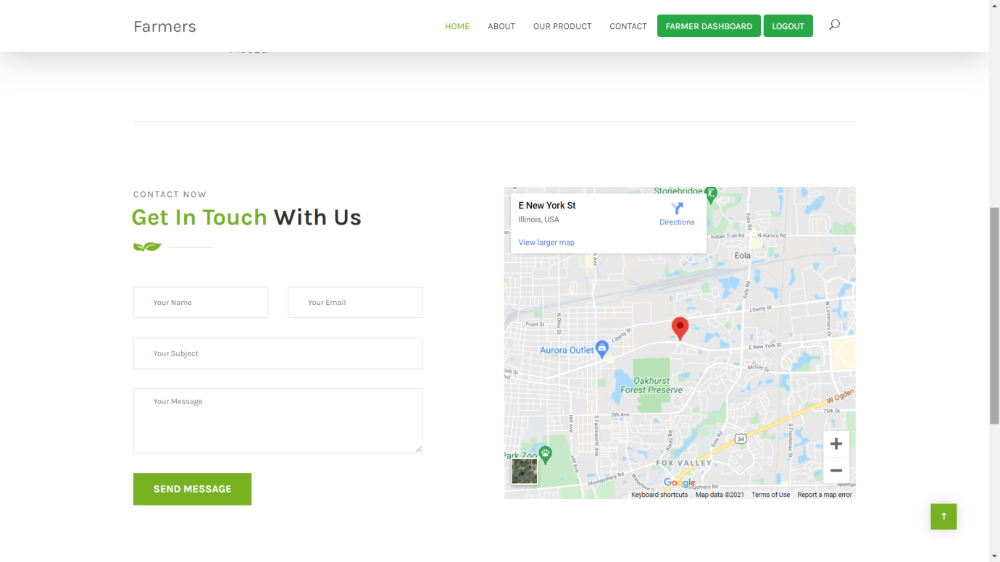 Farmers
HOME ABOUT OUR PRODUCT CONTACT FARMER DASHBOARD LOGOUT
CONTACT NOW
Get In Touch With Us
Your Name Your Email
Your Subject
Your Message
SEND MESSAGE
Stonebridge
E New York St
Illinois, USA
Directions
View larger map
Indian Trail Rd
N Aurora Rd
Eola Rd
Eola
Eola Rd
N Commons Dr
Liberty St
Front St
N Ohio St
Liberty St
Aurora Outlet
E New York St
McCoy Dr
Oakhurst
Forest Preserve
W Ogden
75th St
5th Ave
Hill Ave
S Farnsworth Ave
Kautz Rd
Eola Rd
34
S Frontenac St
Park Zoo
Hill Ave
FOX VALLEY
Montgomery Rd
Google
Keyboard shortcuts Map data ©2021 Terms of Use Report a map error